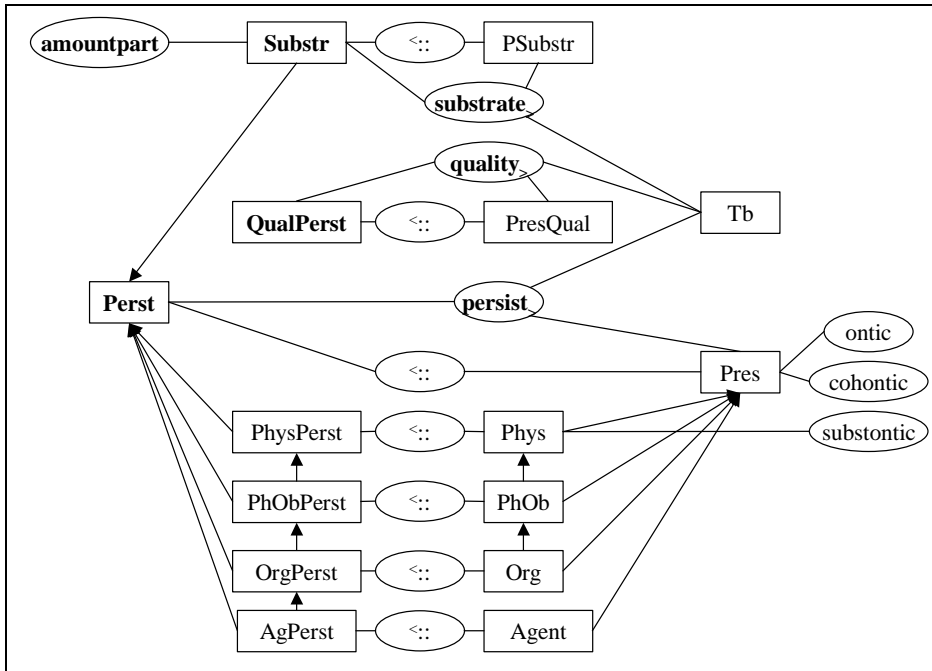 amountpart Substr <:: PSubstr
substrate>
quality>
QualPerst <:: PresQual Tb
Perst persist>
ontic
<:: Pres cohontic
PhysPerst <:: Phys substontic
PhObPerst <:: PhOb
OrgPerst <:: Org
AgPerst <:: Agent